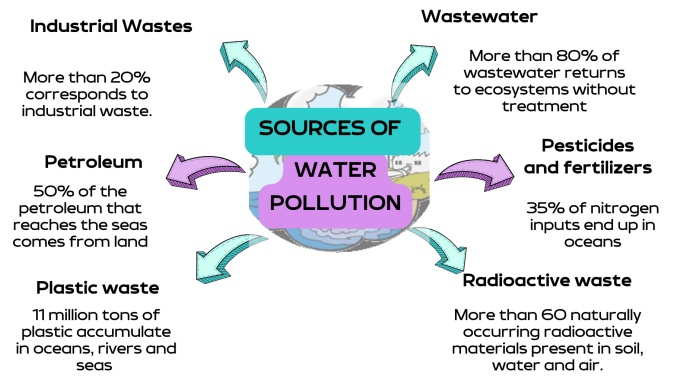 Industrial Wastes
More than 20%
corresponds to
industrial waste.
Petroleum
50% of the
petroleum that
reaches the seas
comes from land
Plastic waste
11 million tons of
plastic accumulate
in oceans, rivers and
seas
SOURCES OF
WATER
POLLUTION
Wastewater
More than 80% of
wastewater returns
to ecosystems without
treatment
Pesticides
and fertilizers
35% of nitrogen
inputs end up in
oceans
Radioactive waste
More than 60 naturally
occurring radioactive
materials present in soil,
water and air.